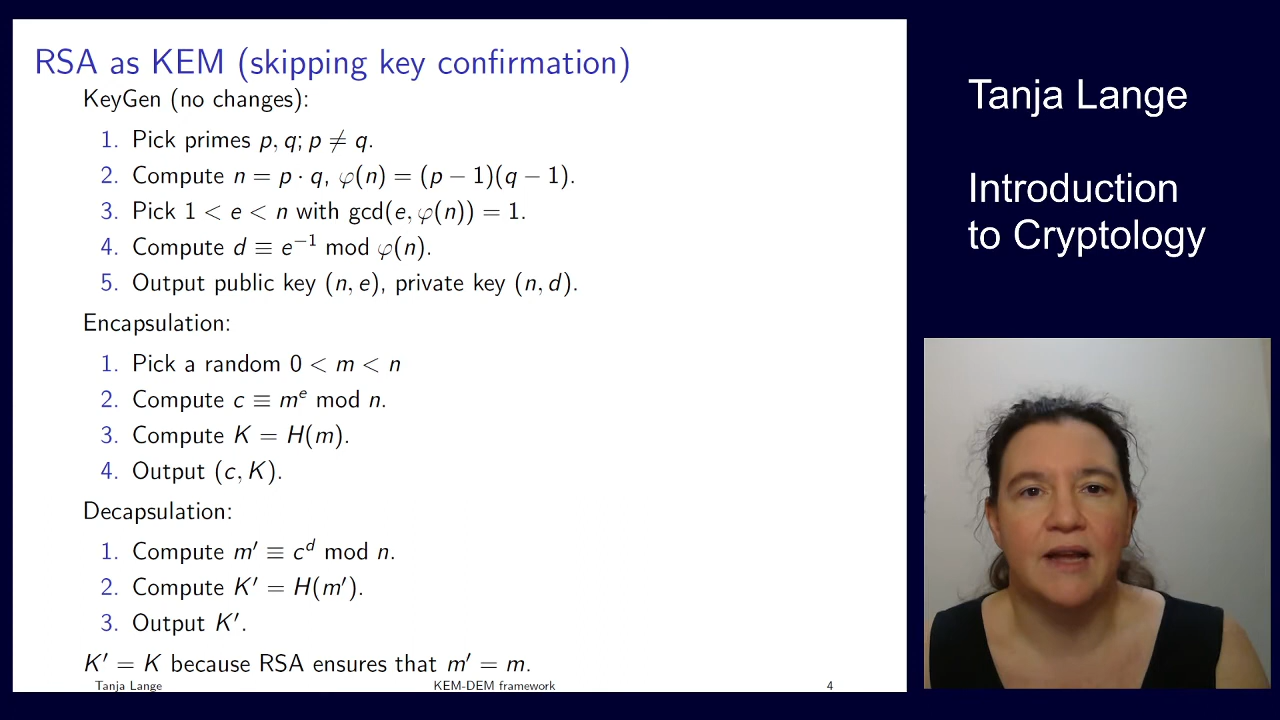 RSA as KEM (skipping key confirmation)
KeyGen (no changes):
1. Pick primes p, q; p ≠ q.
2. Compute n = p · q, φ(n) = (p − 1)(q − 1).
3. Pick 1 < e < n with gcd(e, φ(n)) = 1.
4. Compute d ≡ e⁻¹ mod φ(n).
5. Output public key (n, e), private key (n, d).
Encapsulation:
1. Pick a random 0 < m < n
2. Compute c ≡ mᵉ mod n.
3. Compute K = H(m).
4. Output (c, K).
Decapsulation:
1. Compute m′ ≡ cᵈ mod n.
2. Compute K′ = H(m′).
3. Output K′.
K′ = K because RSA ensures that m′ = m.
Tanja Lange KEM-DEM framework 4
Tanja Lange
Introduction
to Cryptology